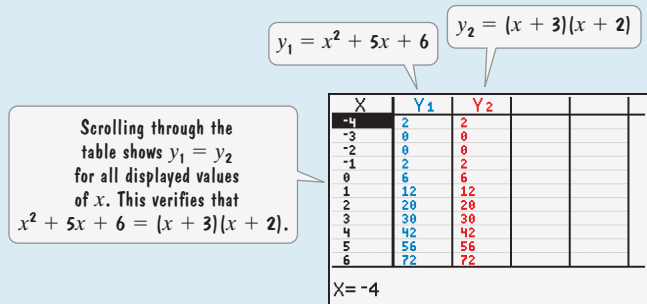 y₁ = x² + 5x + 6
y₂ = (x + 3)(x + 2)
Scrolling through the
table shows y₁ = y₂
for all displayed values
of x. This verifies that
x² + 5x + 6 = (x + 3)(x + 2).
X Y1 Y2
-4 2 2
-3 0 0
-2 0 0
-1 2 2
0 6 6
1 12 12
2 20 20
3 30 30
4 42 42
5 56 56
6 72 72
X= -4